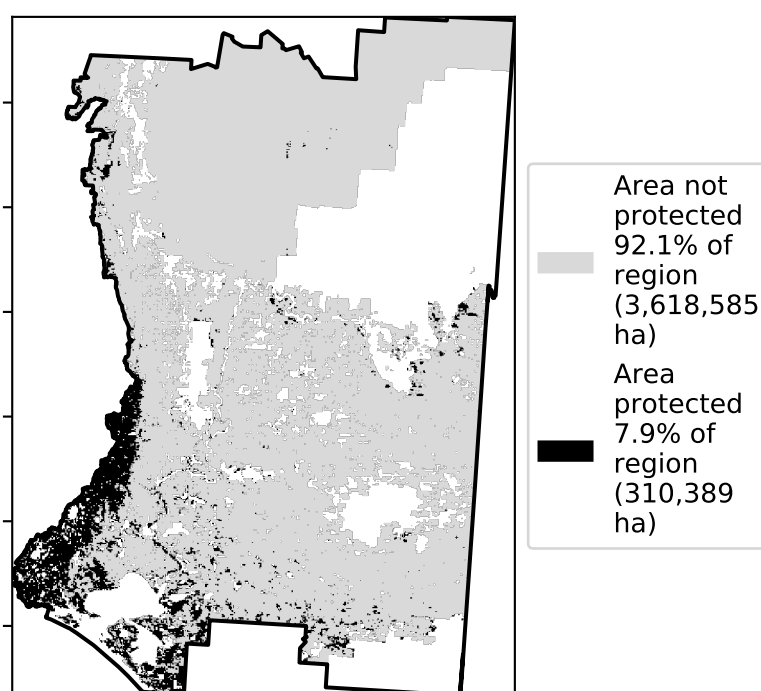 Area not
protected
92.1% of
region
(3,618,585
ha)
Area
protected
7.9% of
region
(310,389
ha)